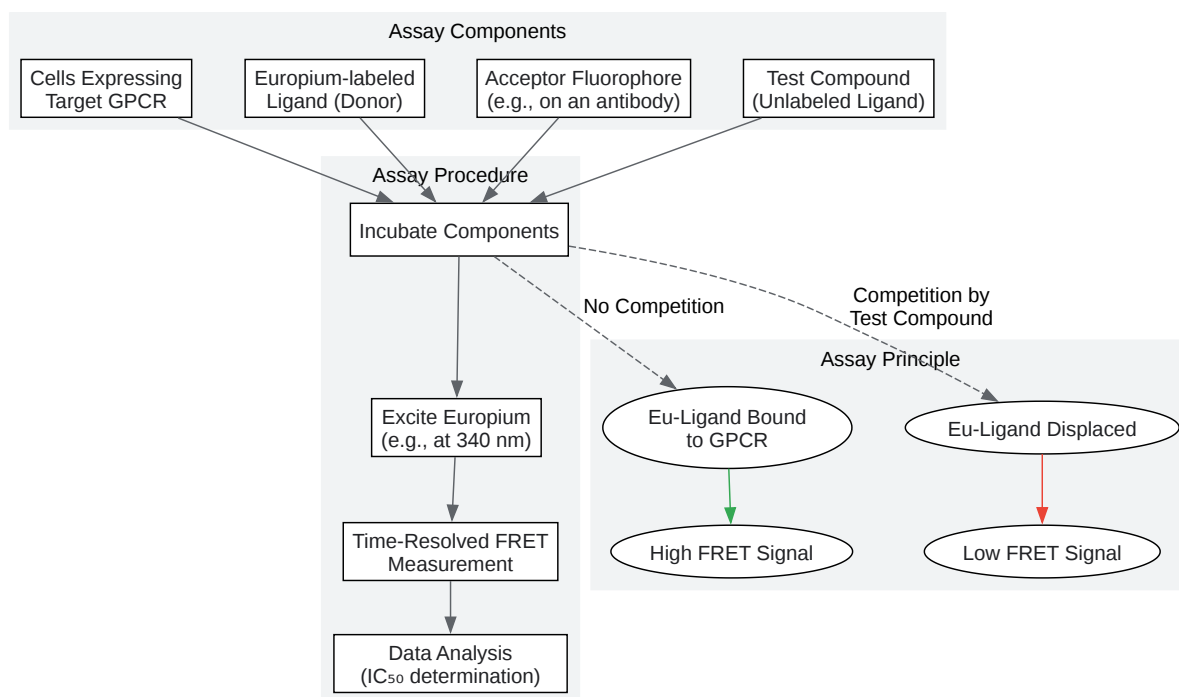 Assay Components
Cells Expressing
Target GPCR
Europium-labeled
Ligand (Donor)
Acceptor Fluorophore
(e.g., on an antibody)
Test Compound
(Unlabeled Ligand)
Assay Procedure
Incubate Components
No Competition
Competition by
Test Compound
Assay Principle
Excite Europium
(e.g., at 340 nm)
Eu-Ligand Bound
to GPCR
Eu-Ligand Displaced
Time-Resolved FRET
Measurement
High FRET Signal
Low FRET Signal
Data Analysis
(IC₅₀ determination)